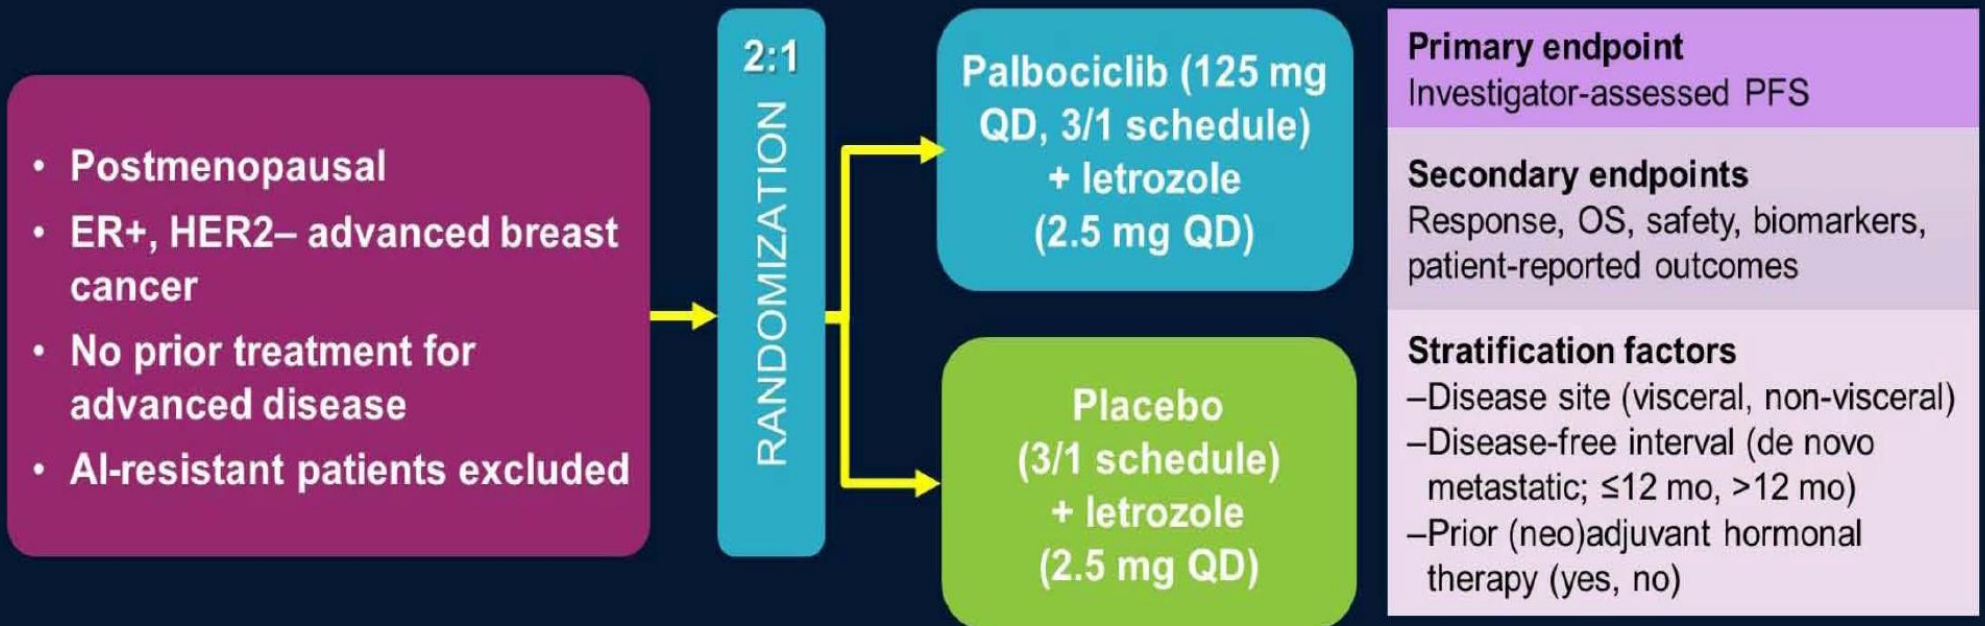 • Postmenopausal
• ER+, HER2– advanced breast
cancer
• No prior treatment for
advanced disease
• AI-resistant patients excluded
2:1
RANDOMIZATION
Palbociclib (125 mg
QD, 3/1 schedule)
+ letrozole
(2.5 mg QD)
Placebo
(3/1 schedule)
+ letrozole
(2.5 mg QD)
Primary endpoint
Investigator-assessed PFS
Secondary endpoints
Response, OS, safety, biomarkers,
patient-reported outcomes
Stratification factors
–Disease site (visceral, non-visceral)
–Disease-free interval (de novo
metastatic; ≤12 mo, >12 mo)
–Prior (neo)adjuvant hormonal
therapy (yes, no)